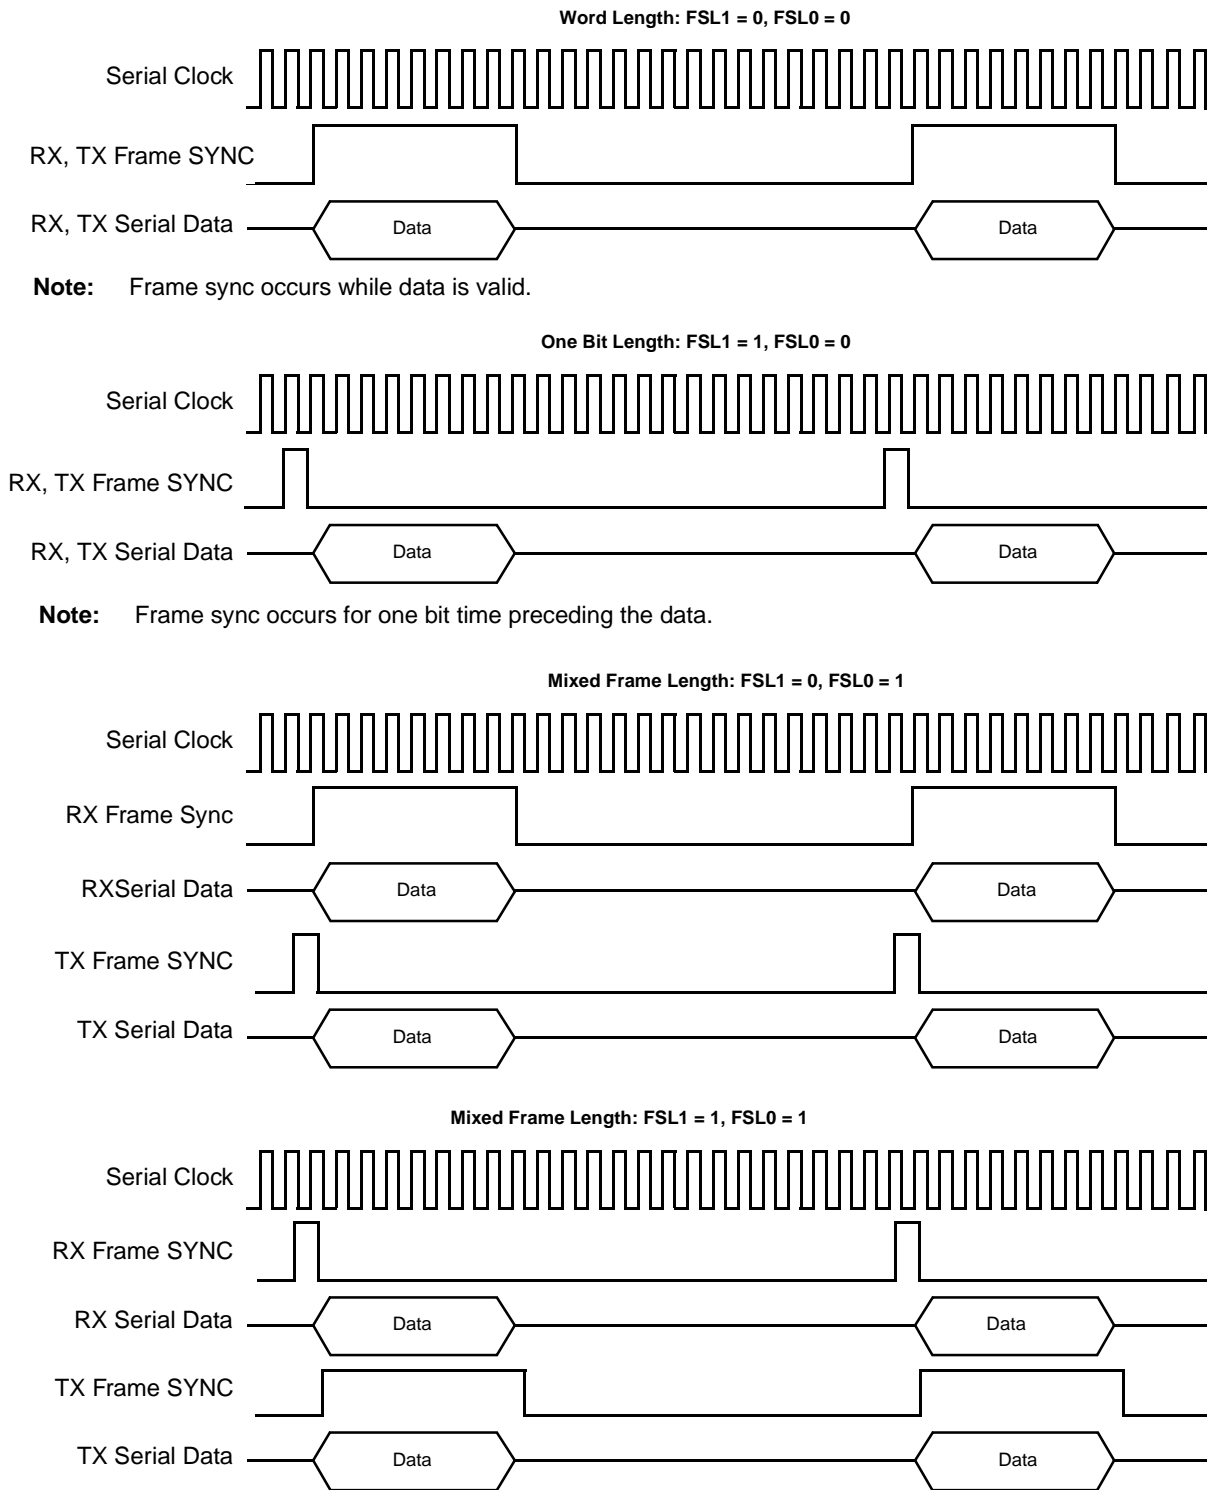 Word Length: FSL1 = 0, FSL0 = 0
Serial Clock
RX, TX Frame SYNC
RX, TX Serial Data
Data
Data
Note: Frame sync occurs while data is valid.
One Bit Length: FSL1 = 1, FSL0 = 0
Serial Clock
RX, TX Frame SYNC
RX, TX Serial Data
Data
Data
Note: Frame sync occurs for one bit time preceding the data.
Mixed Frame Length: FSL1 = 0, FSL0 = 1
Serial Clock
RX Frame Sync
RXSerial Data
Data
Data
TX Frame SYNC
TX Serial Data
Data
Data
Mixed Frame Length: FSL1 = 1, FSL0 = 1
Serial Clock
RX Frame SYNC
RX Serial Data
Data
Data
TX Frame SYNC
TX Serial Data
Data
Data